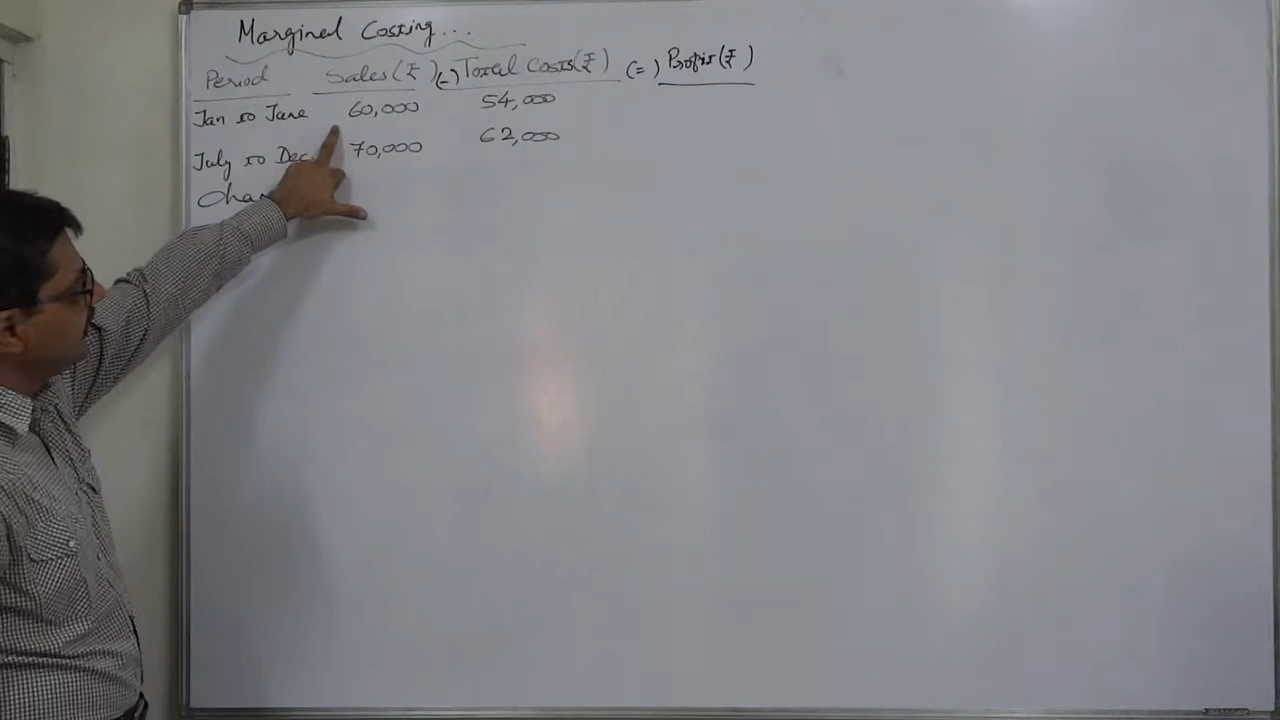 Marginal Costing...
Period Sales (₹) (-) Total Costs (₹) (=) Profit (₹)
Jan to June 60,000 54,000
July to Dec 70,000 62,000
Chan